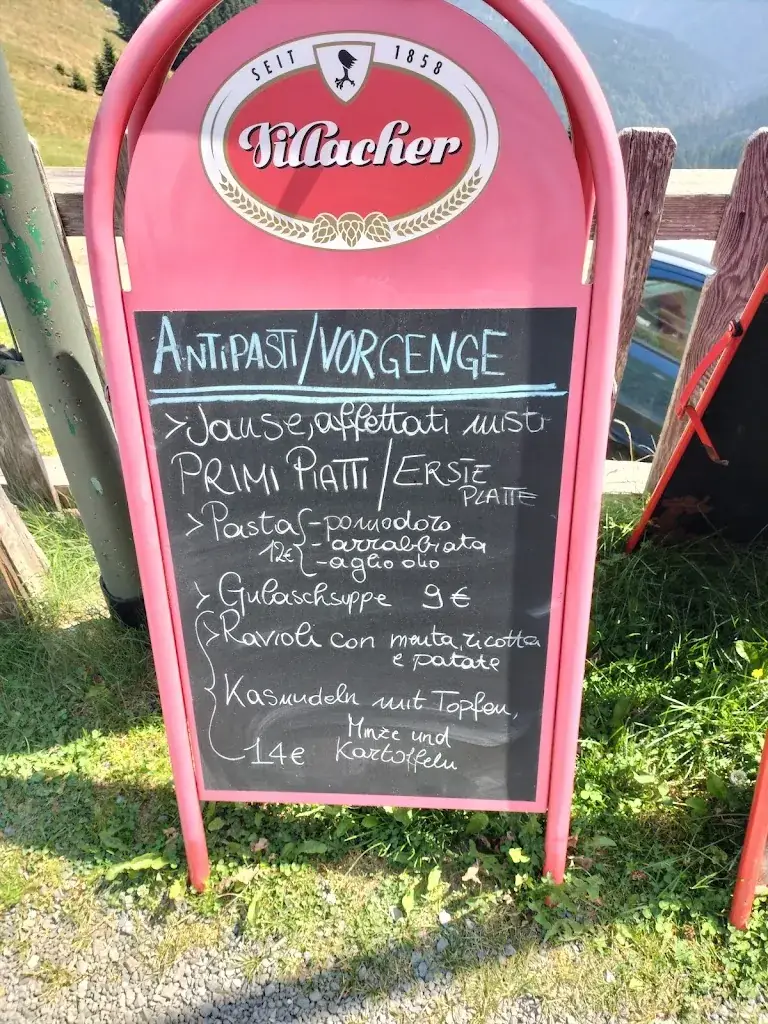 SEIT 1858
Villacher
ANTIPASTI/VORGENGE
>Jause, affettati misti
PRIMI PIATTI/ERSTE
PLATTE
>Pasta{-pomodoro
12€ -arrabbiata
-aglio olio
>Gulaschsuppe 9€
>Ravioli con menta, ricotta
e patate
Kasnudeln mit Topfen,
Minze und
14€ Kartoffeln